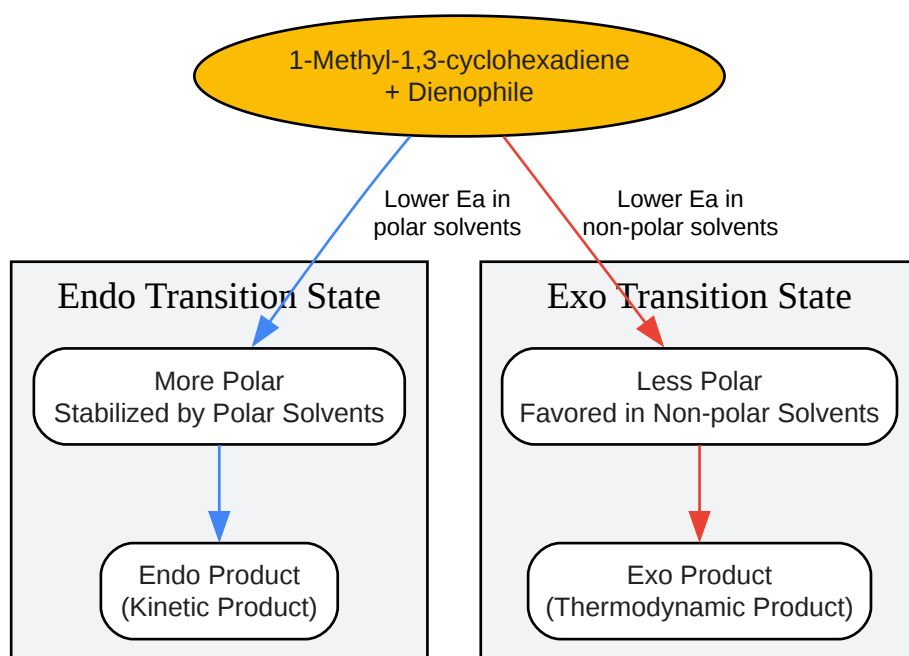 1-Methyl-1,3-cyclohexadiene
+ Dienophile
Lower Ea in
polar solvents
Lower Ea in
non-polar solvents
Endo Transition State
More Polar
Stabilized by Polar Solvents
Endo Product
(Kinetic Product)
Exo Transition State
Less Polar
Favored in Non-polar Solvents
Exo Product
(Thermodynamic Product)